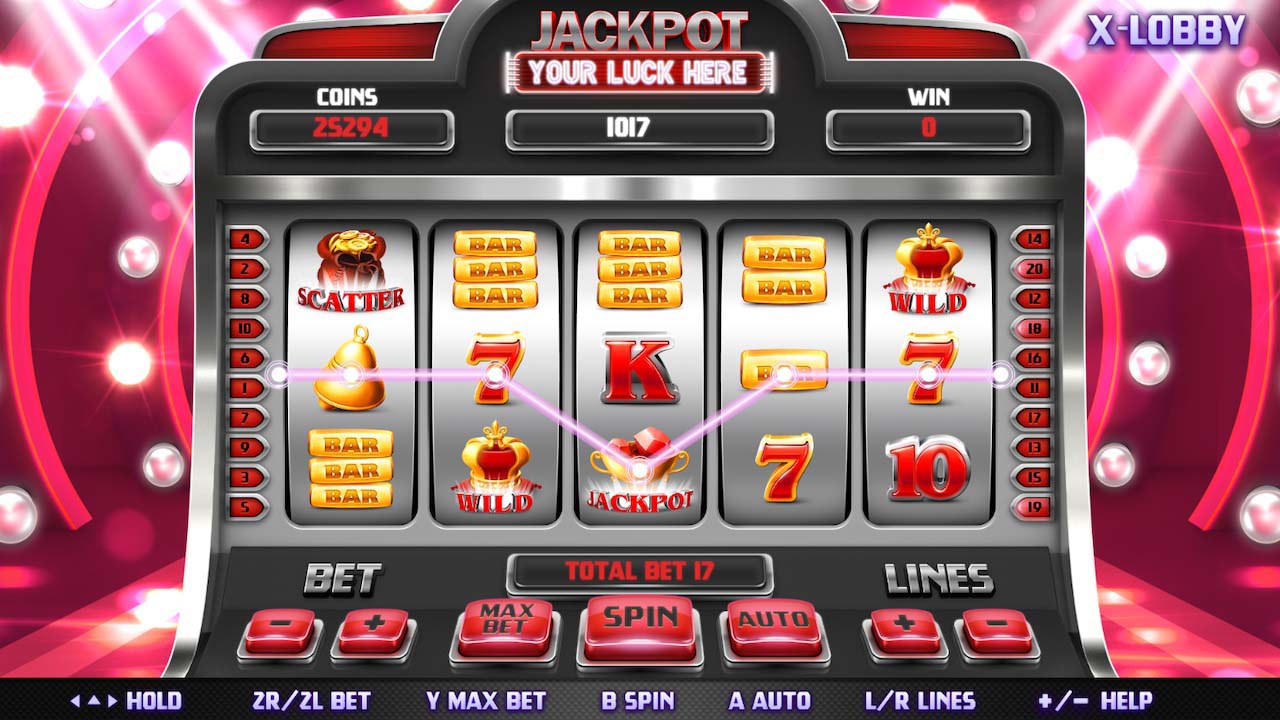 JACKPOT
X-LOBBY
YOUR LUCK HERE
COINS
WIN
25294
1017
0
4
2
8
10
6
1
7
9
3
5
SCATTER
BAR
BAR
BAR
BAR
BAR
BAR
7
WILD
BAR
BAR
BAR
K
JACKPOT
BAR
BAR
BAR
7
WILD
7
10
14
20
12
18
16
11
17
13
15
19
BET
TOTAL BET 17
LINES
- + MAX BET SPIN AUTO + -
HOLD 2R/2L BET Y MAX BET B SPIN A AUTO L/R LINES +/- HELP